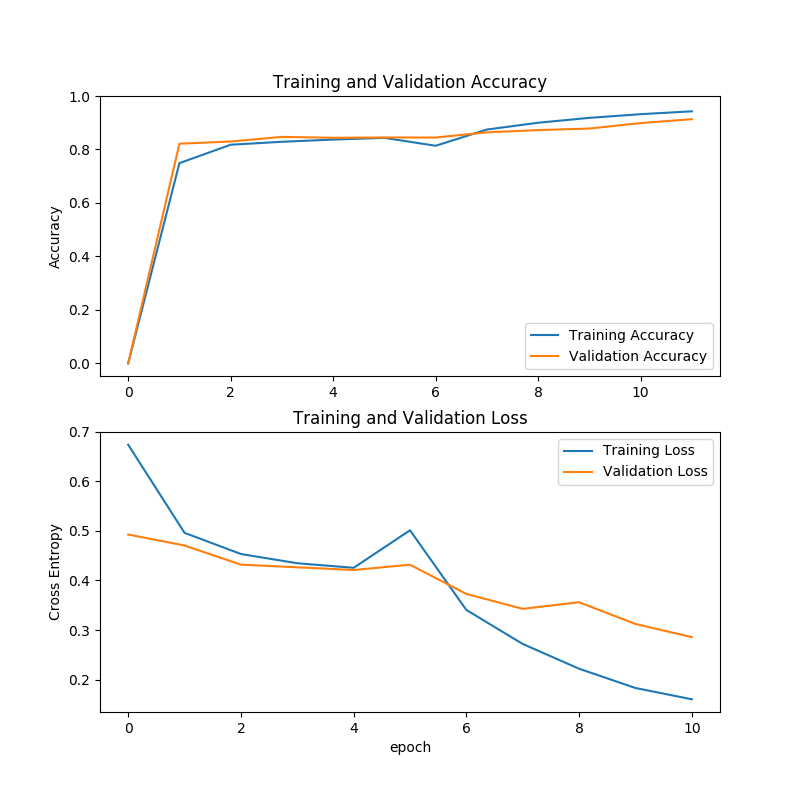 Training and Validation Accuracy
1.0
0.8
0.6
0.4
0.2
0.0
Accuracy
Training Accuracy
Validation Accuracy
0 2 4 6 8 10
Training and Validation Loss
0.7
0.6
0.5
0.4
0.3
0.2
Cross Entropy
Training Loss
Validation Loss
0 2 4 6 8 10
epoch